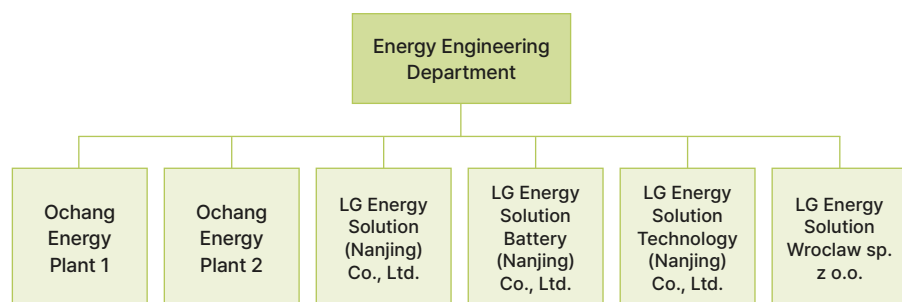 Energy Engineering
Department
Ochang
Energy
Plant 1
Ochang
Energy
Plant 2
LG Energy
Solution
(Nanjing)
Co., Ltd.
LG Energy
Solution
Battery
(Nanjing)
Co., Ltd.
LG Energy
Solution
Technology
(Nanjing)
Co., Ltd.
LG Energy
Solution
Wroclaw sp.
z o.o.